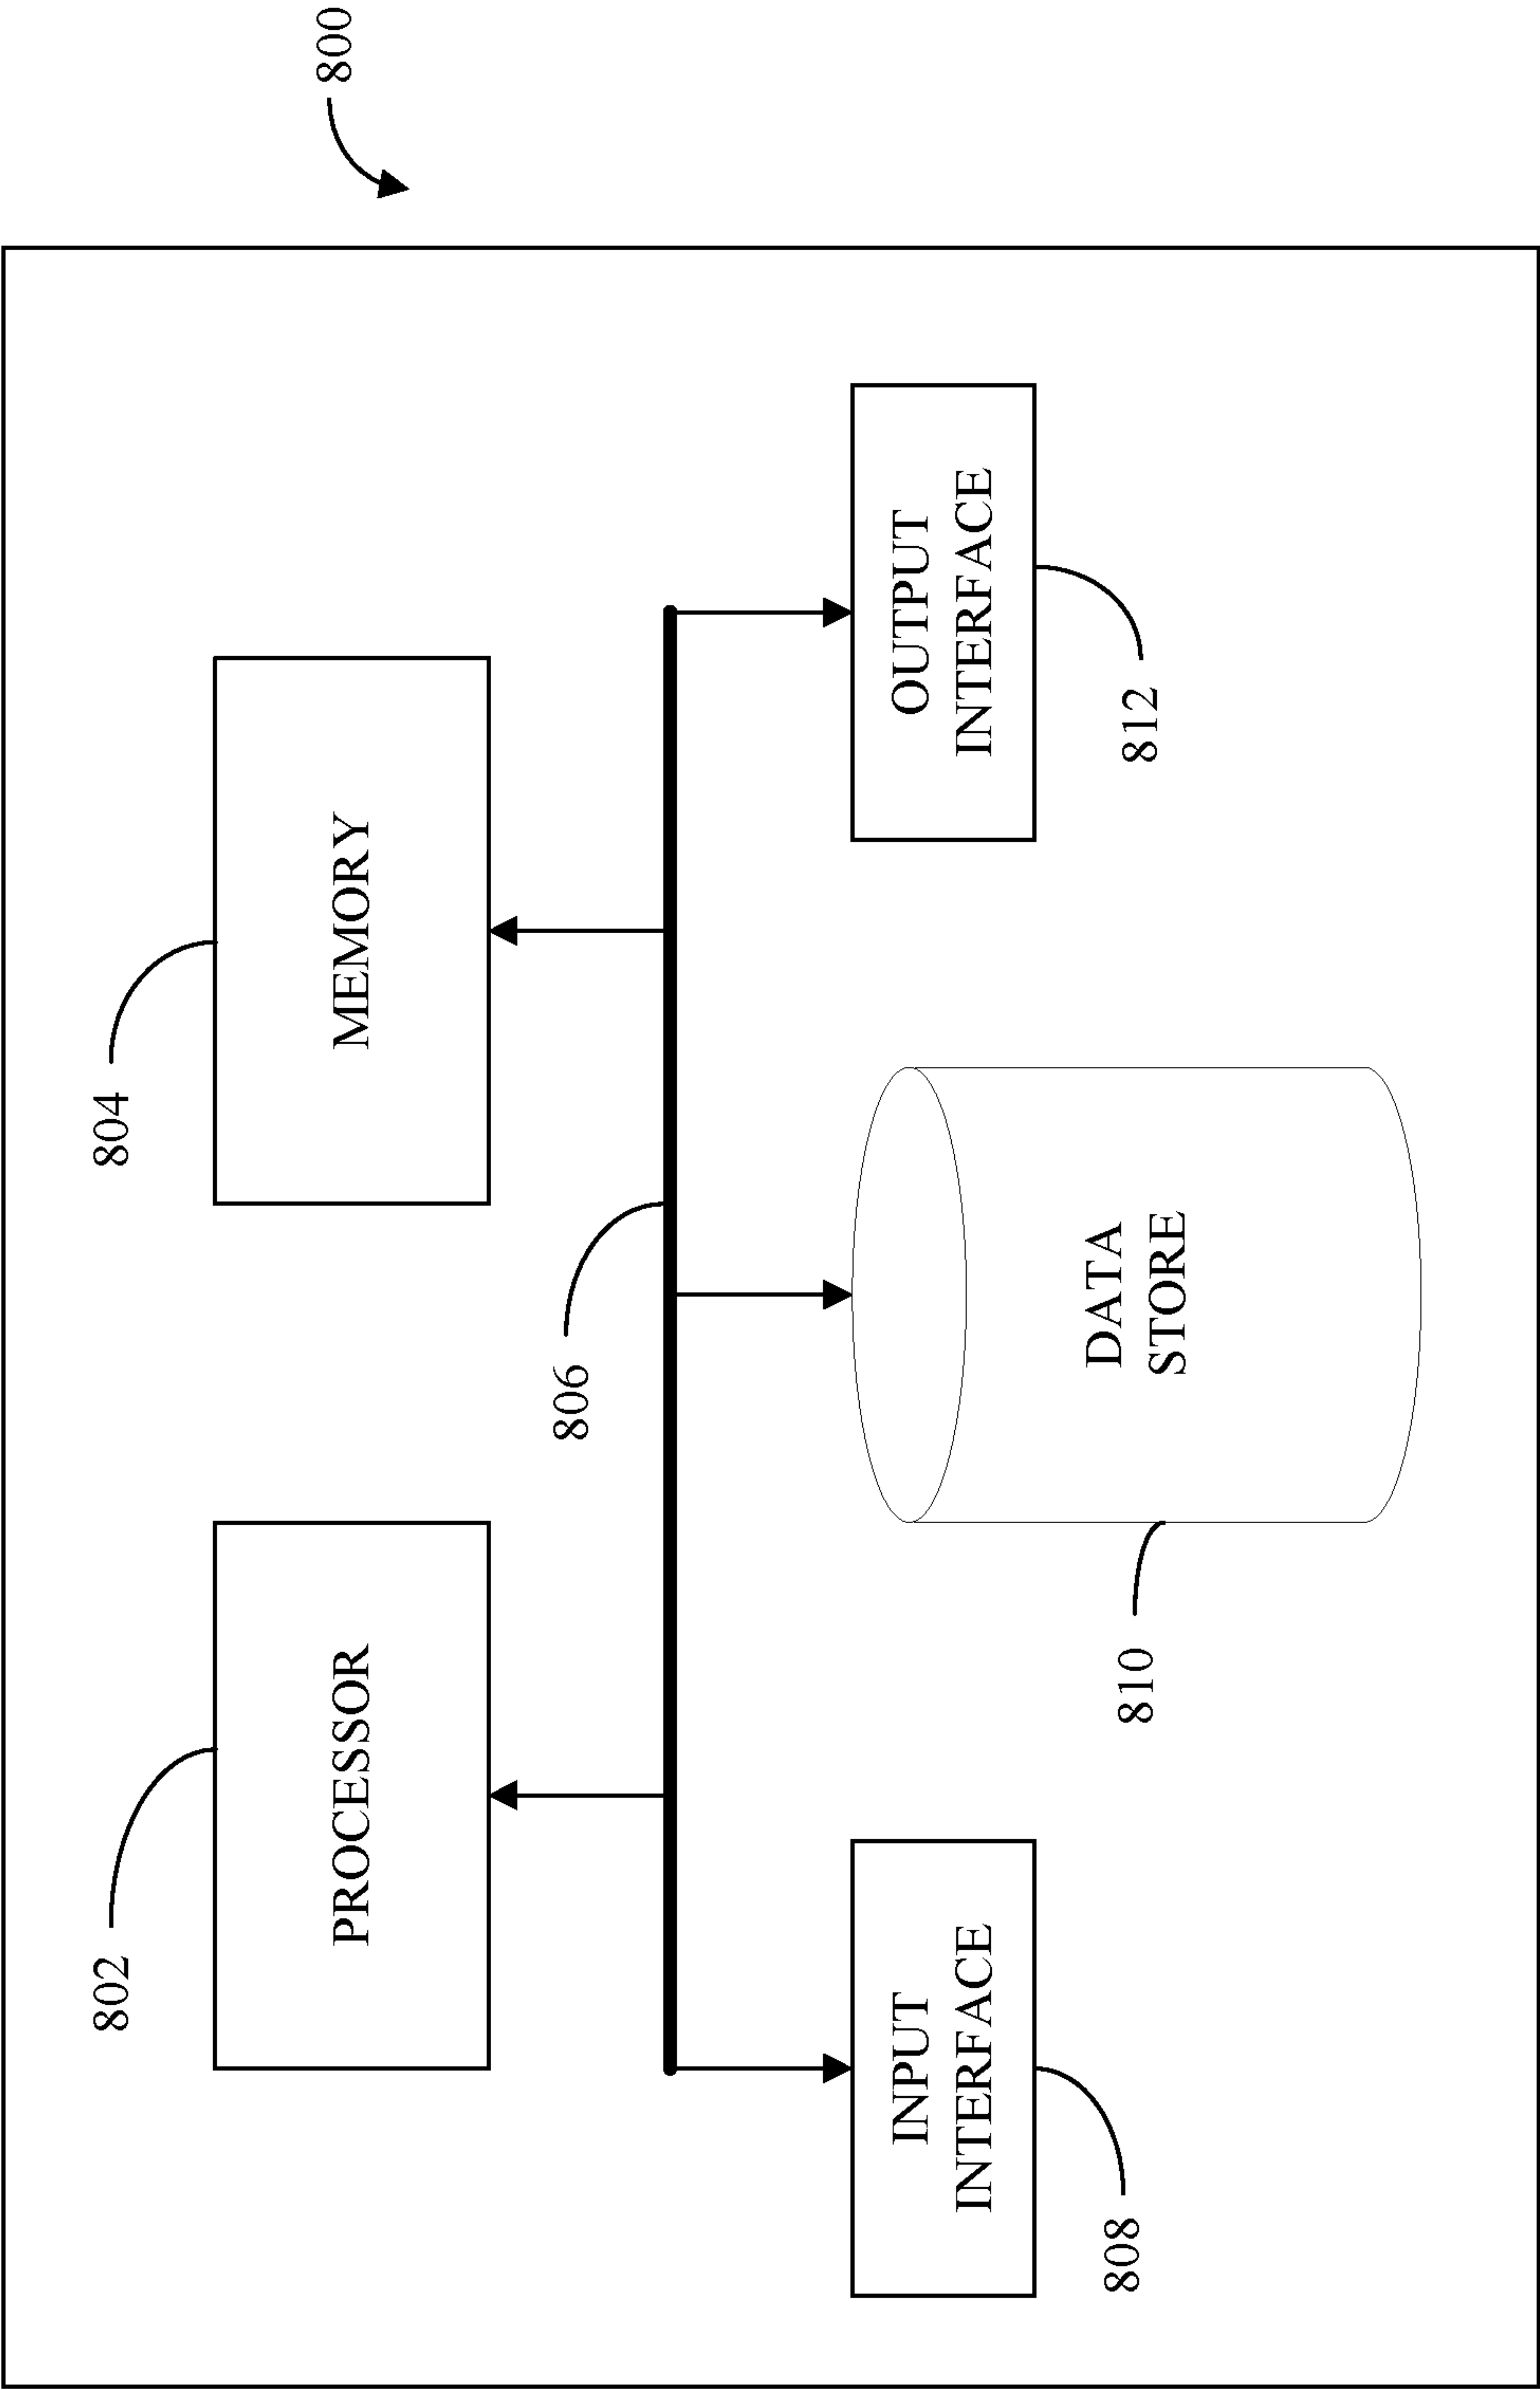 800
802
PROCESSOR
804
MEMORY
806
INPUT
INTERFACE
808
DATA
STORE
810
OUTPUT
INTERFACE
812